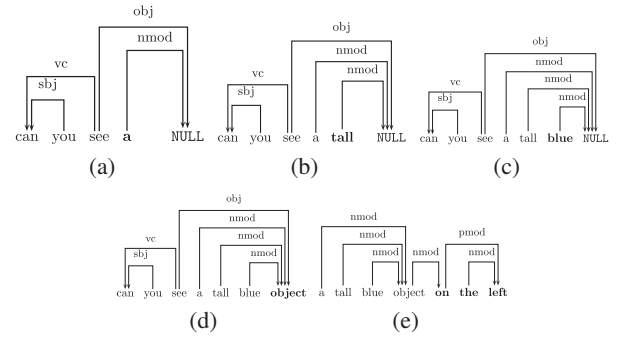 obj
nmod
vc
sbj
can you see a NULL
(a)
obj
nmod
nmod
vc
sbj
can you see a tall NULL
(b)
obj
nmod
nmod
nmod
vc
sbj
can you see a tall blue NULL
(c)
obj
nmod
nmod
nmod
vc
sbj
can you see a tall blue object
(d)
nmod
nmod
nmod
nmod
pmod
nmod
a tall blue object on the left
(e)